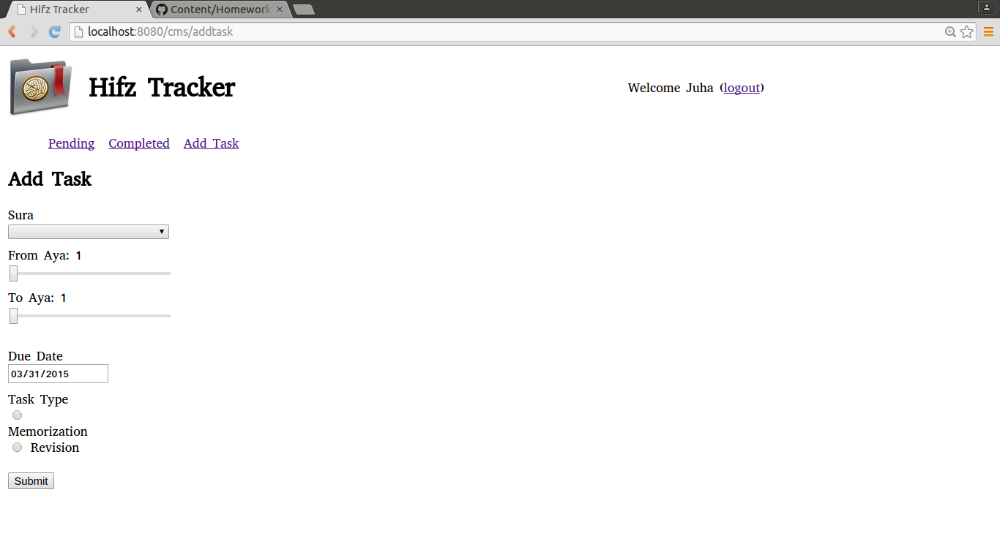 Hifz Tracker
Content/Homework
localhost:8080/cms/addtask
Hifz Tracker
Welcome Juha (logout)
Pending Completed Add Task
Add Task
Sura
From Aya: 1
To Aya: 1
Due Date
03/31/2015
Task Type
Memorization
Revision
Submit